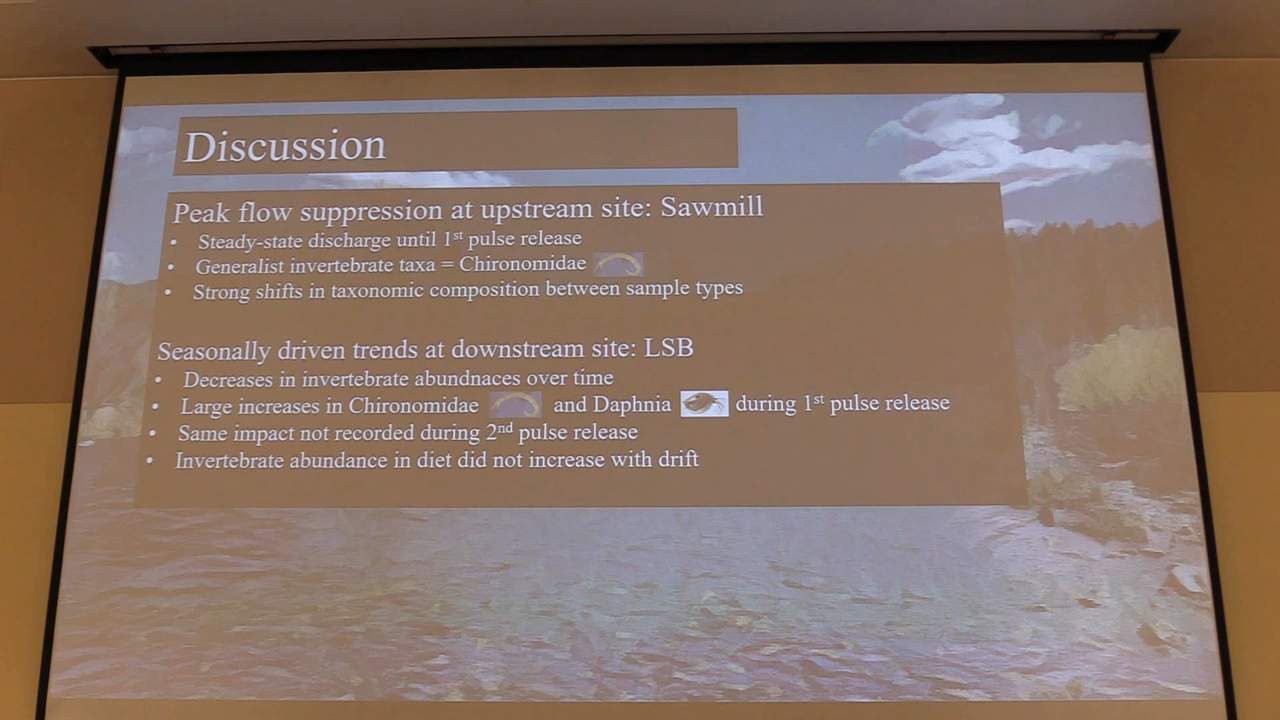 Discussion
Peak flow suppression at upstream site: Sawmill
• Steady-state discharge until 1st pulse release
• Generalist invertebrate taxa = Chironomidae
• Strong shifts in taxonomic composition between sample types
Seasonally driven trends at downstream site: LSB
• Decreases in invertebrate abundnaces over time
• Large increases in Chironomidae and Daphnia during 1st pulse release
• Same impact not recorded during 2nd pulse release
• Invertebrate abundance in diet did not increase with drift